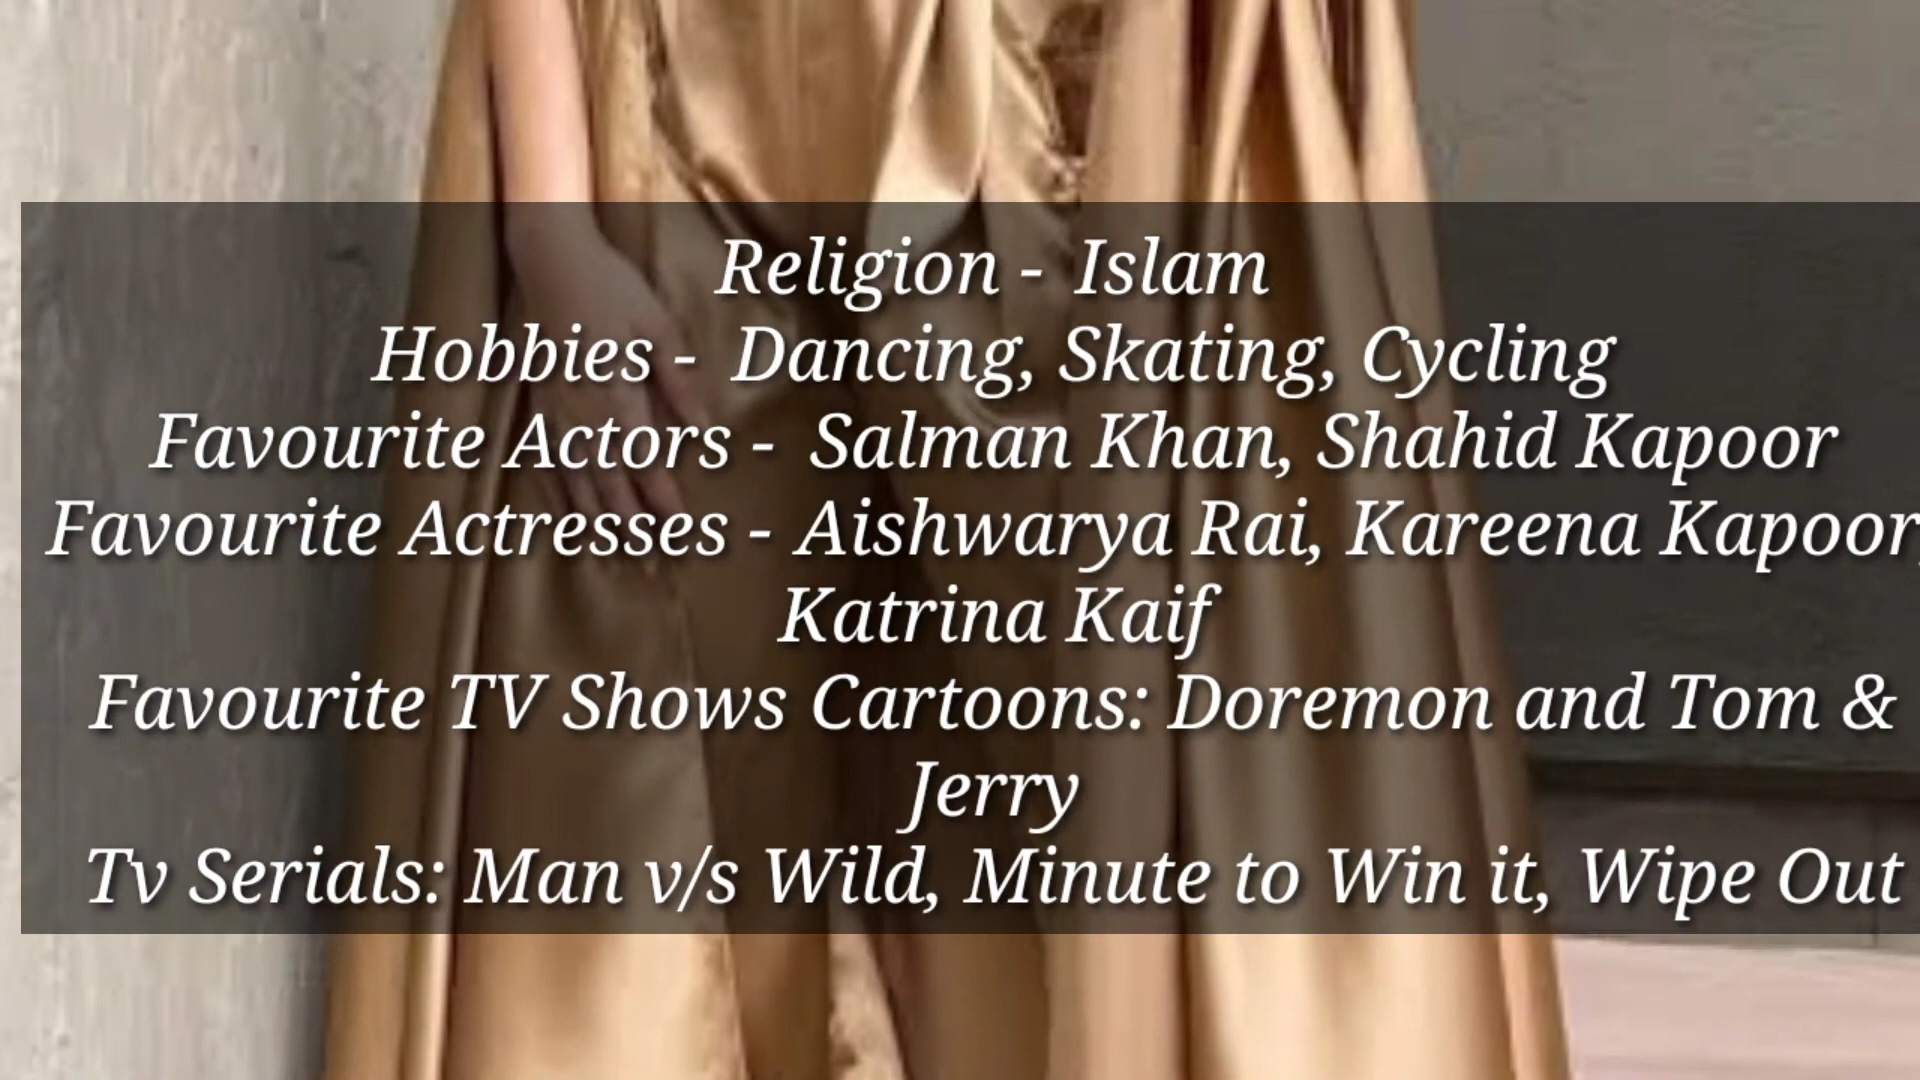 Religion - Islam
Hobbies - Dancing, Skating, Cycling
Favourite Actors - Salman Khan, Shahid Kapoor
Favourite Actresses - Aishwarya Rai, Kareena Kapoor,
Katrina Kaif
Favourite TV Shows Cartoons: Doremon and Tom &
Jerry
Tv Serials: Man v/s Wild, Minute to Win it, Wipe Out